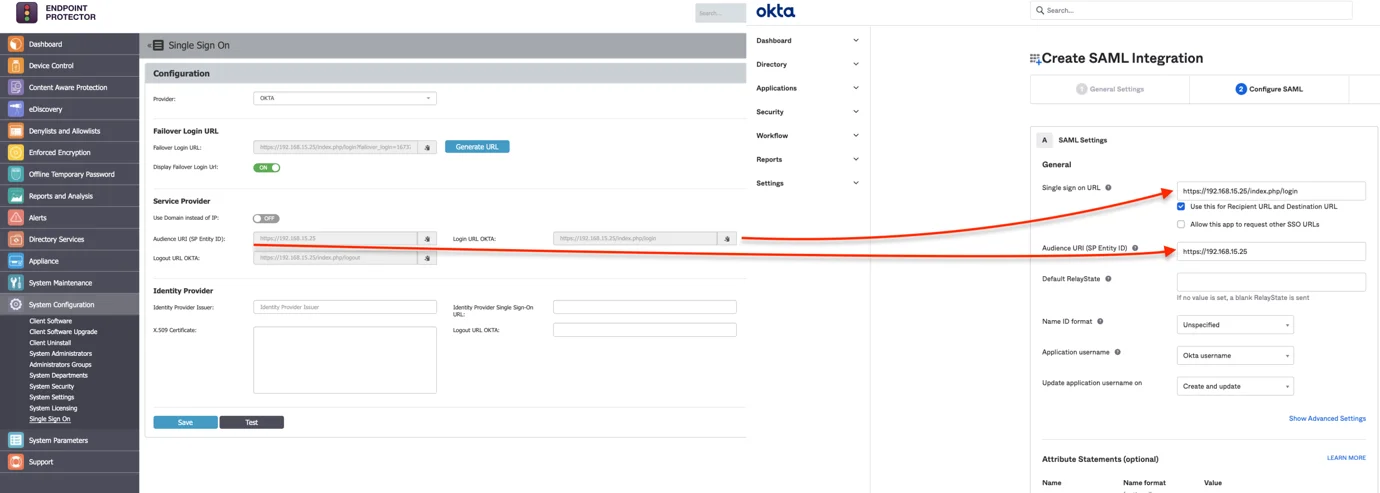 ENDPOINT
PROTECTOR
Search...
Dashboard
Device Control
Content Aware Protection
eDiscovery
Denylists and Allowlists
Enforced Encryption
Offline Temporary Password
Reports and Analysis
Alerts
Directory Services
Appliance
System Maintenance
System Configuration
Client Software
Client Software Upgrade
Client Uninstall
System Administrators
Administrators Groups
System Departments
System Security
System Settings
System Licensing
Single Sign On
System Parameters
Support
Single Sign On
Configuration
Provider: OKTA
Failover Login URL
Failover Login URL: https://192.168.15.25/index.php/login?failover_login=1673 Generate URL
Display Failover Login Url: ON
Service Provider
Use Domain instead of IP: OFF
Audience URI (SP Entity ID): https://192.168.15.25 Login URL OKTA: https://192.168.15.25/index.php/login
Logout URL OKTA: https://192.168.15.25/index.php/logout
Identity Provider
Identity Provider Issuer: Identity Provider Issuer Identity Provider Single Sign-On
URL:
X.509 Certificate: Logout URL OKTA:
Save Test
okta
Search...
Dashboard
Directory
Applications
Security
Workflow
Reports
Settings
Create SAML Integration
1 General Settings 2 Configure SAML
A SAML Settings
General
Single sign on URL https://192.168.15.25/index.php/login
Use this for Recipient URL and Destination URL
Allow this app to request other SSO URLs
Audience URI (SP Entity ID) https://192.168.15.25
Default RelayState
If no value is set, a blank RelayState is sent
Name ID format Unspecified
Application username Okta username
Update application username on Create and update
Show Advanced Settings
Attribute Statements (optional) LEARN MORE
Name Name format Value